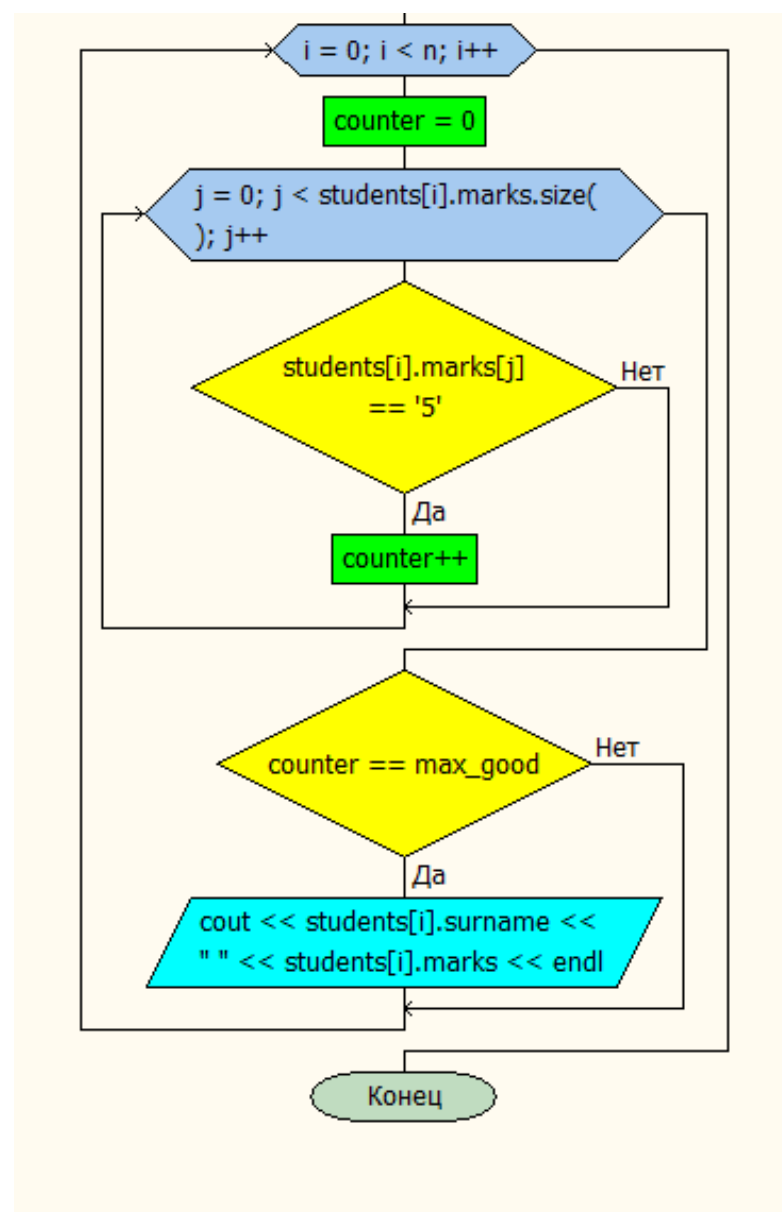 i = 0; i < n; i++
counter = 0
j = 0; j < students[i].marks.size(
); j++
students[i].marks[j]
== '5'
Нет
Да
counter++
counter == max_good
Нет
Да
cout << students[i].surname <<
" " << students[i].marks << endl
Конец